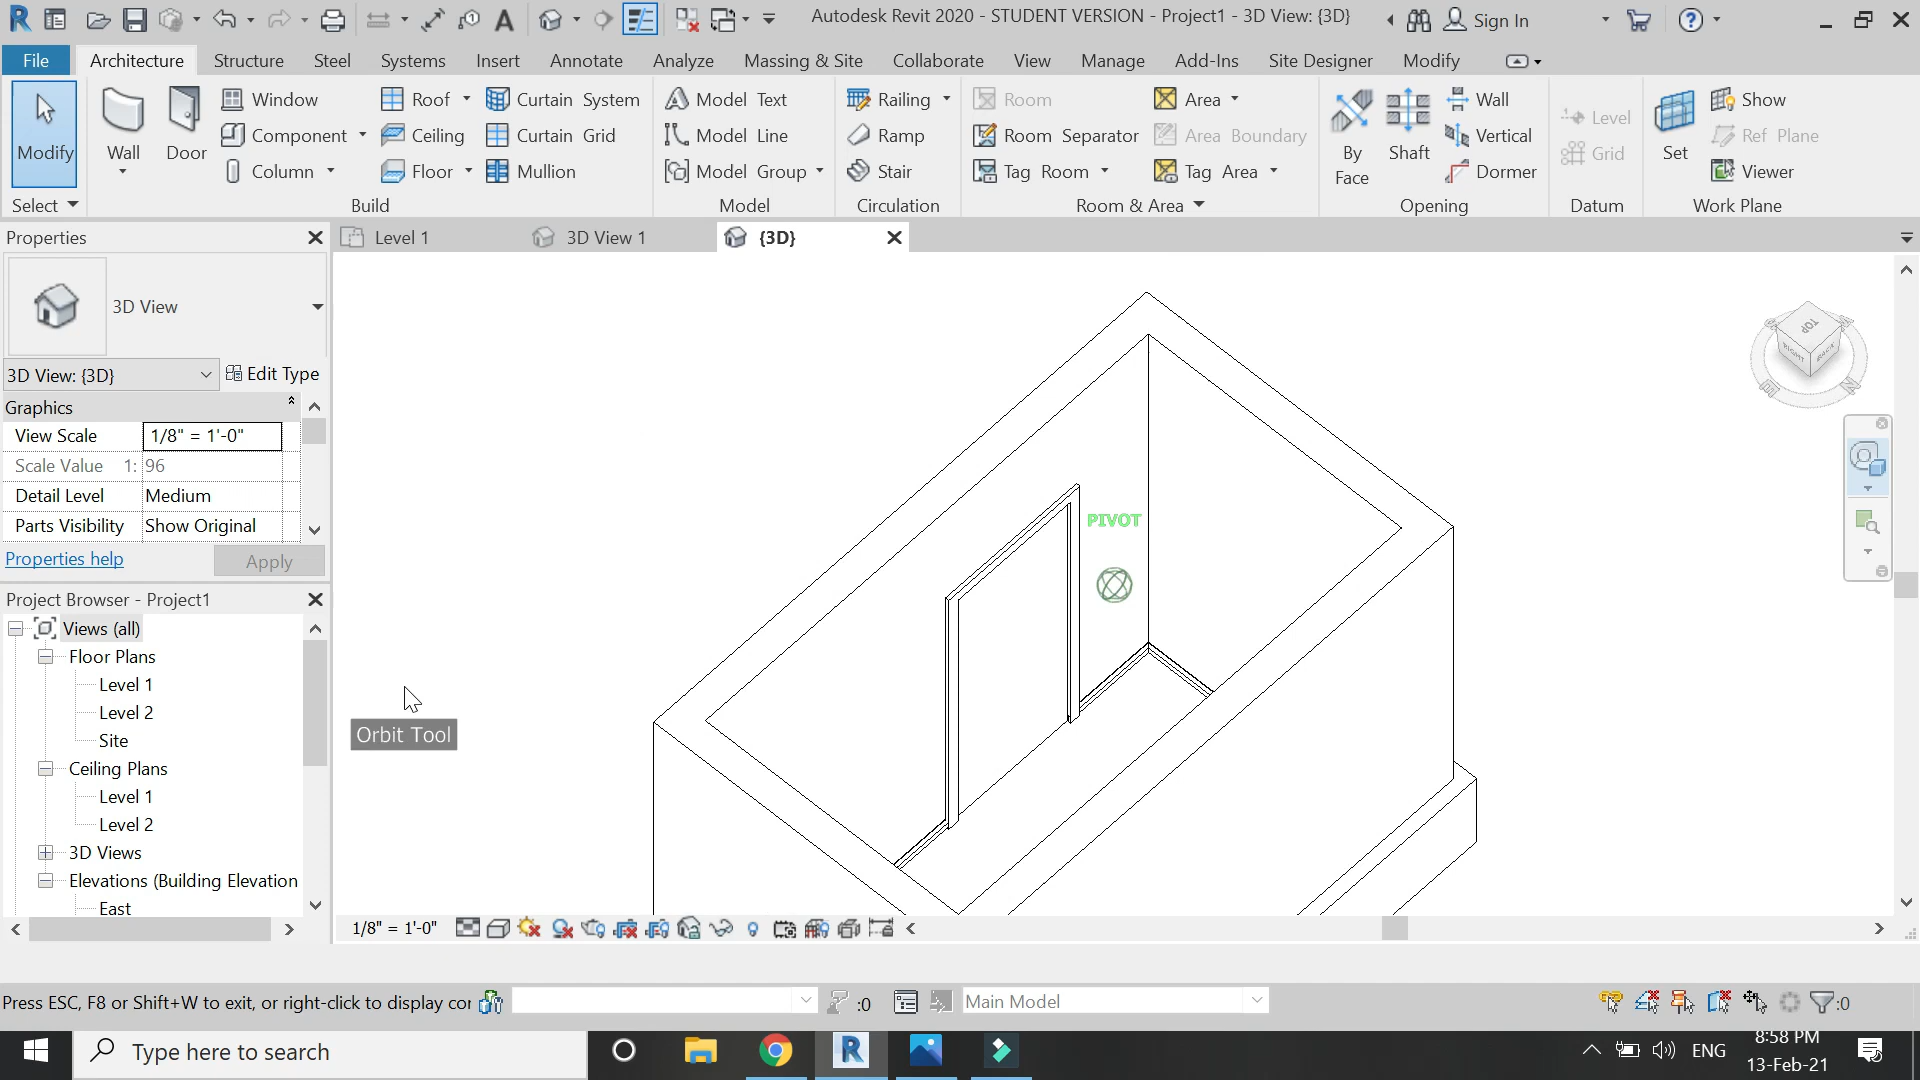 Autodesk Revit 2020 - STUDENT VERSION - Project1 - 3D View: {3D}
Sign In
File Architecture Structure Steel Systems Insert Annotate Analyze Massing & Site Collaborate View Manage Add-Ins Site Designer Modify
Modify
Select
Wall
Door
Window
Component
Column
Roof
Ceiling
Floor
Curtain System
Curtain Grid
Mullion
Build
Model Text
Model Line
Model Group
Model
Railing
Ramp
Stair
Circulation
Room
Room Separator
Tag Room
Area
Area Boundary
Tag Area
Room & Area
By
Face
Shaft
Wall
Vertical
Dormer
Opening
Level
Grid
Datum
Set
Show
Ref Plane
Viewer
Work Plane
Properties
Level 1
3D View 1
{3D}
3D View
3D View: {3D}
Edit Type
Graphics
View Scale 1/8" = 1'-0"
Scale Value 1: 96
Detail Level Medium
Parts Visibility Show Original
Properties help
Apply
Project Browser - Project1
Views (all)
Floor Plans
Level 1
Level 2
Site
Ceiling Plans
Level 1
Level 2
3D Views
Elevations (Building Elevation
East
PIVOT
TOP
RIGHT
BACK
E
N
Orbit Tool
1/8" = 1'-0"
Press ESC, F8 or Shift+W to exit, or right-click to display cor
:0
Main Model
:0
Type here to search
ENG
8:58 PM
13-Feb-21